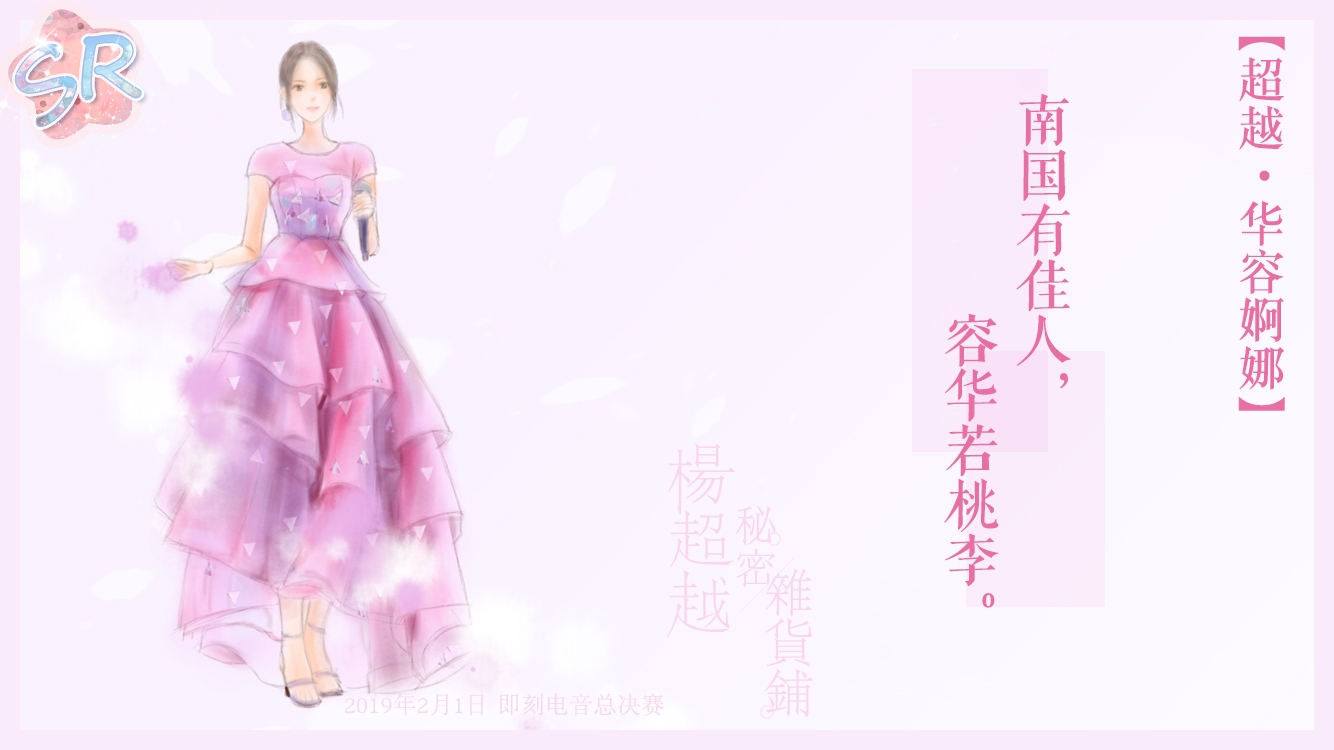 SR
【超越·华容婀娜】
南国有佳人，
容华若桃李。
楊超越
秘密
雜貨鋪
2019年2月1日 即刻电音总决赛